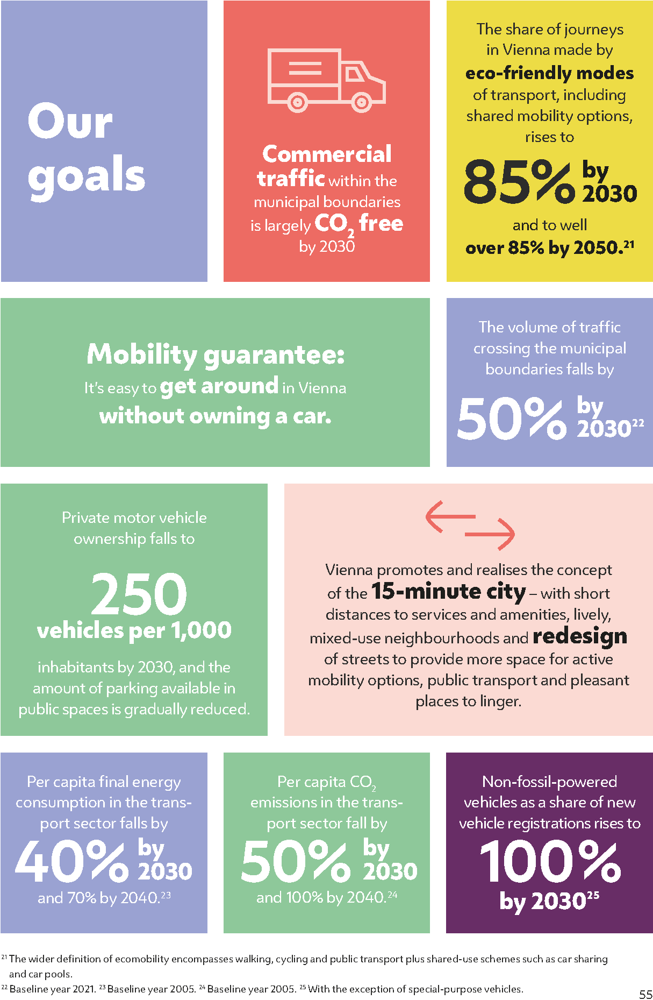 Our
goals
Commercial
traffic within the
municipal boundaries
is largely CO₂ free
by 2030
The share of journeys
in Vienna made by
eco-friendly modes
of transport, including
shared mobility options,
rises to
85% by
2030
and to well
over 85% by 2050.²¹
Mobility guarantee:
It’s easy to get around in Vienna
without owning a car.
The volume of traffic
crossing the municipal
boundaries falls by
50% by
2030²²
Private motor vehicle
ownership falls to
250
vehicles per 1,000
inhabitants by 2030, and the
amount of parking available in
public spaces is gradually reduced.
Vienna promotes and realises the concept
of the 15-minute city – with short
distances to services and amenities, lively,
mixed-use neighbourhoods and redesign
of streets to provide more space for active
mobility options, public transport and pleasant
places to linger.
Per capita final energy
consumption in the trans-
port sector falls by
40% by
2030
and 70% by 2040.²³
Per capita CO₂
emissions in the trans-
port sector fall by
50% by
2030
and 100% by 2040.²⁴
Non-fossil-powered
vehicles as a share of new
vehicle registrations rises to
100%
by 2030²⁵
²¹ The wider definition of ecomobility encompasses walking, cycling and public transport plus shared-use schemes such as car sharing
and car pools.
²² Baseline year 2021. ²³ Baseline year 2005. ²⁴ Baseline year 2005. ²⁵ With the exception of special-purpose vehicles.
55